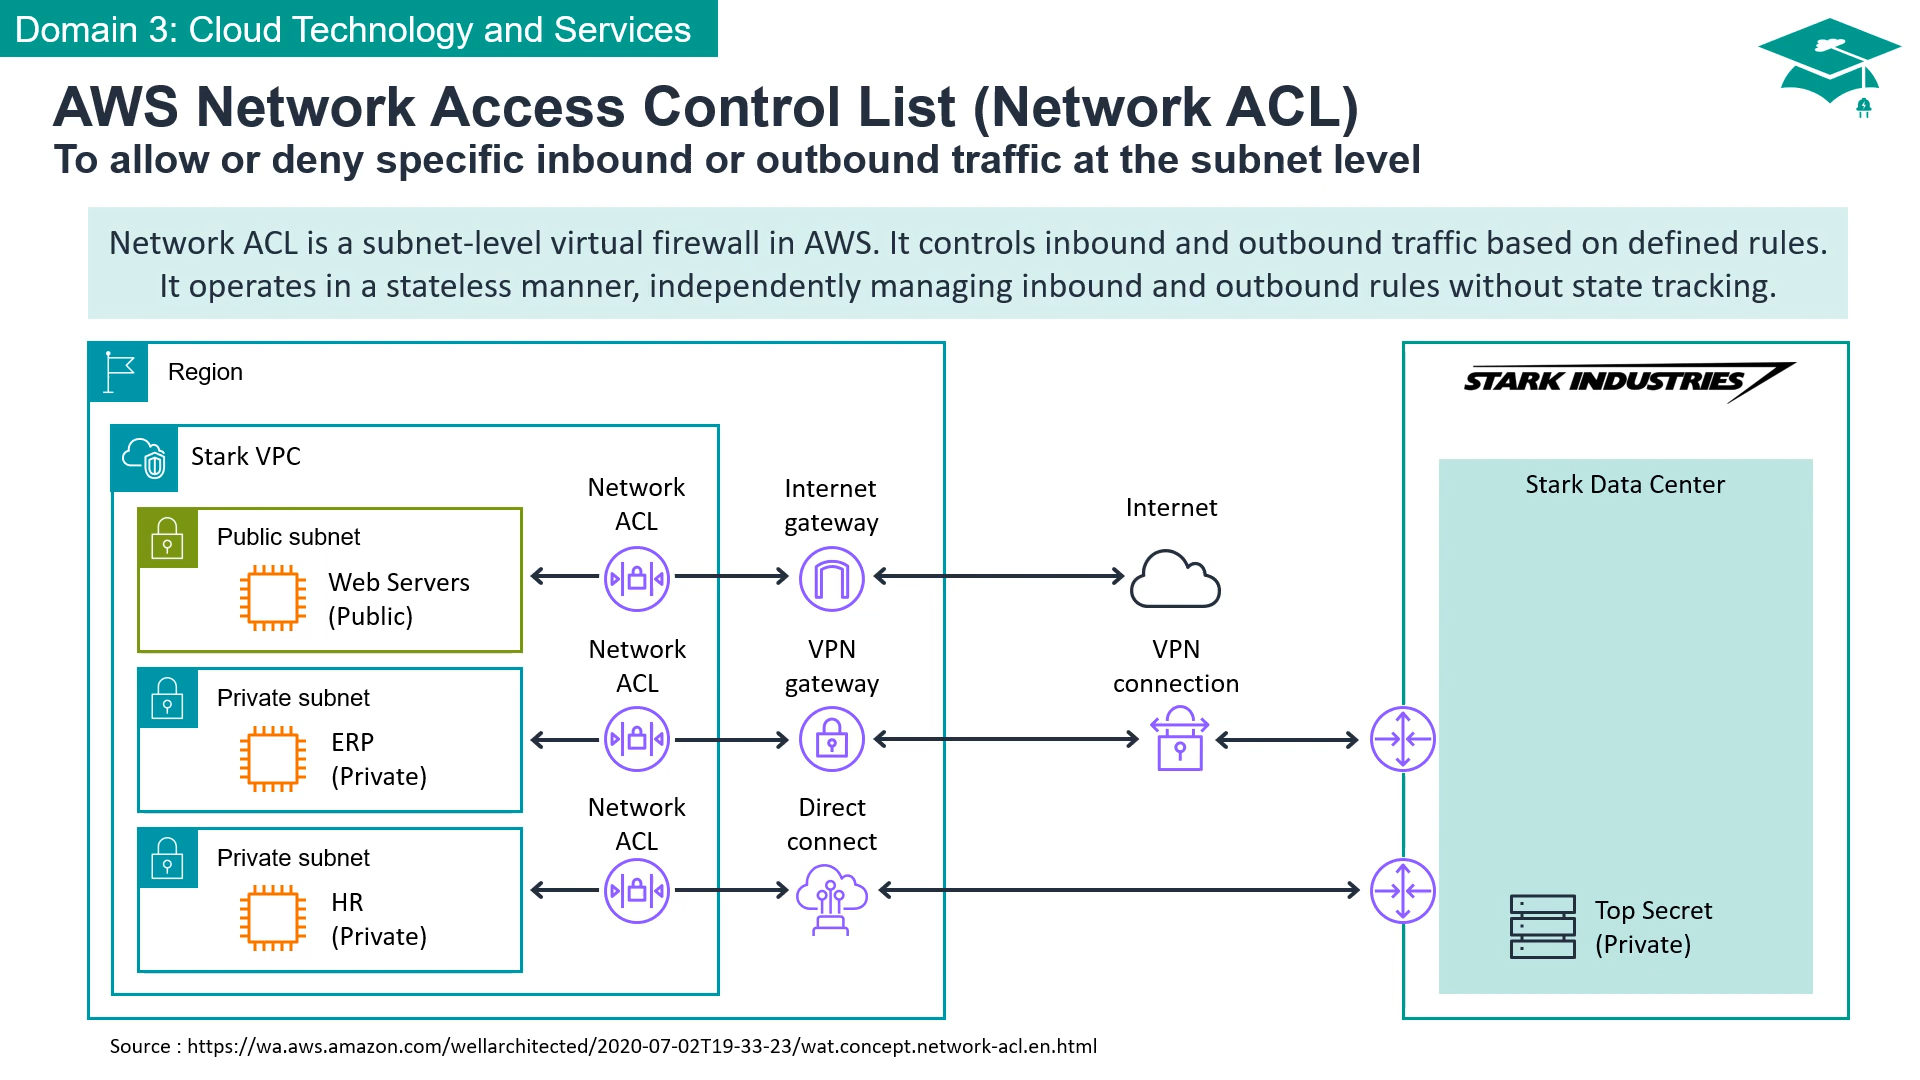 Domain 3: Cloud Technology and Services
AWS Network Access Control List (Network ACL)
To allow or deny specific inbound or outbound traffic at the subnet level
Network ACL is a subnet-level virtual firewall in AWS. It controls inbound and outbound traffic based on defined rules.
It operates in a stateless manner, independently managing inbound and outbound rules without state tracking.
Region
STARK INDUSTRIES
Stark VPC
Stark Data Center
Network
ACL
Internet
gateway
Internet
Public subnet
Web Servers
(Public)
Network
ACL
VPN
gateway
VPN
connection
Private subnet
ERP
(Private)
Network
ACL
Direct
connect
Private subnet
HR
(Private)
Top Secret
(Private)
Source : https://wa.aws.amazon.com/wellarchitected/2020-07-02T19-33-23/wat.concept.network-acl.en.html